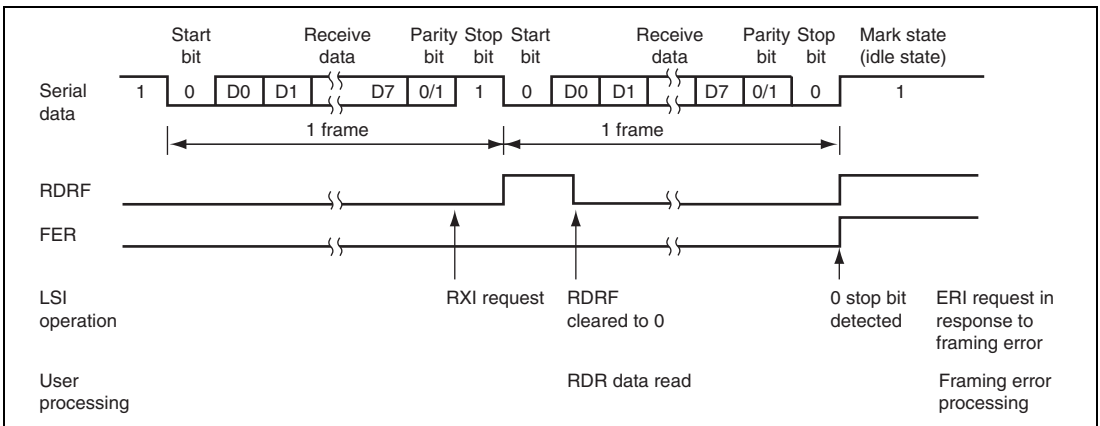 Start Receive Parity Stop Start Receive Parity Stop Mark state
bit data bit bit bit data bit bit (idle state)
Serial 1 0 D0 D1 D7 0/1 1 0 D0 D1 D7 0/1 0 1
data
1 frame 1 frame
RDRF
FER
LSI RXI request RDRF 0 stop bit ERI request in
operation cleared to 0 detected response to
framing error
User RDR data read Framing error
processing processing